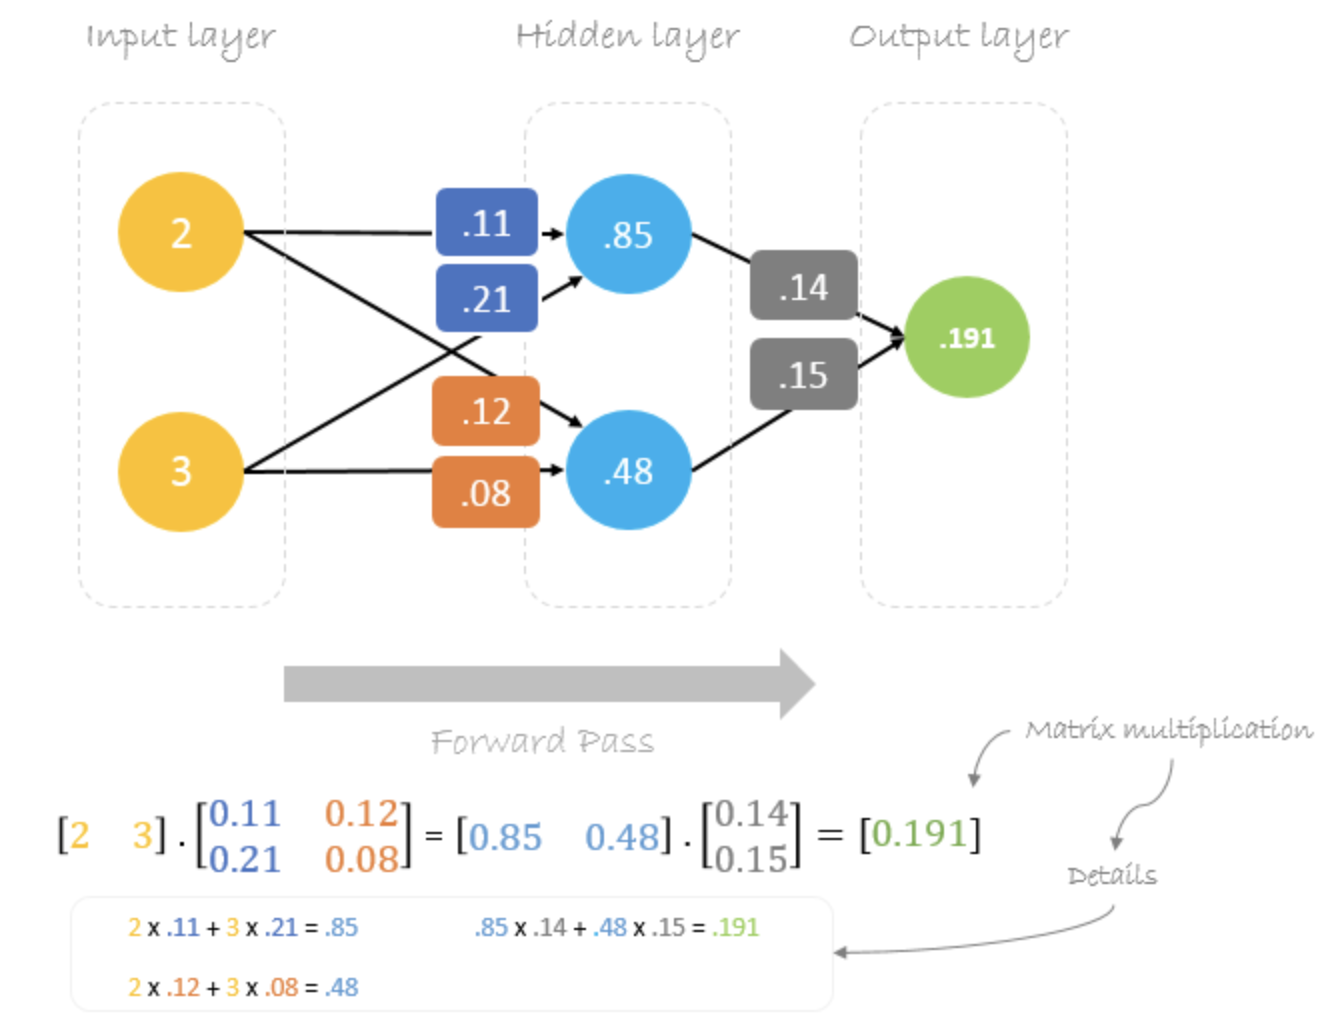 Input layer
Hidden layer
Output layer
2
.11
.85
.21
.14
.191
.15
.12
3
.08
.48
Forward Pass
Matrix multiplication
[2 3] . [0.11 0.12
0.21 0.08] = [0.85 0.48] . [0.14
0.15] = [0.191]
Details
2 x .11 + 3 x .21 = .85
.85 x .14 + .48 x .15 = .191
2 x .12 + 3 x .08 = .48